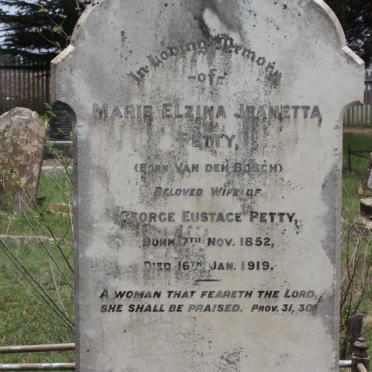 In Loving Memory
- of -
MARIE ELZINA JEANETTA
PETTY,
(BORN VAN DEN BOSCH)
BELOVED WIFE OF
GEORGE EUSTACE PETTY,
BORN 7TH NOV. 1852,
DIED 16TH JAN. 1919.
A WOMAN THAT FEARETH THE LORD,
SHE SHALL BE PRAISED. PROV. 31, 30.